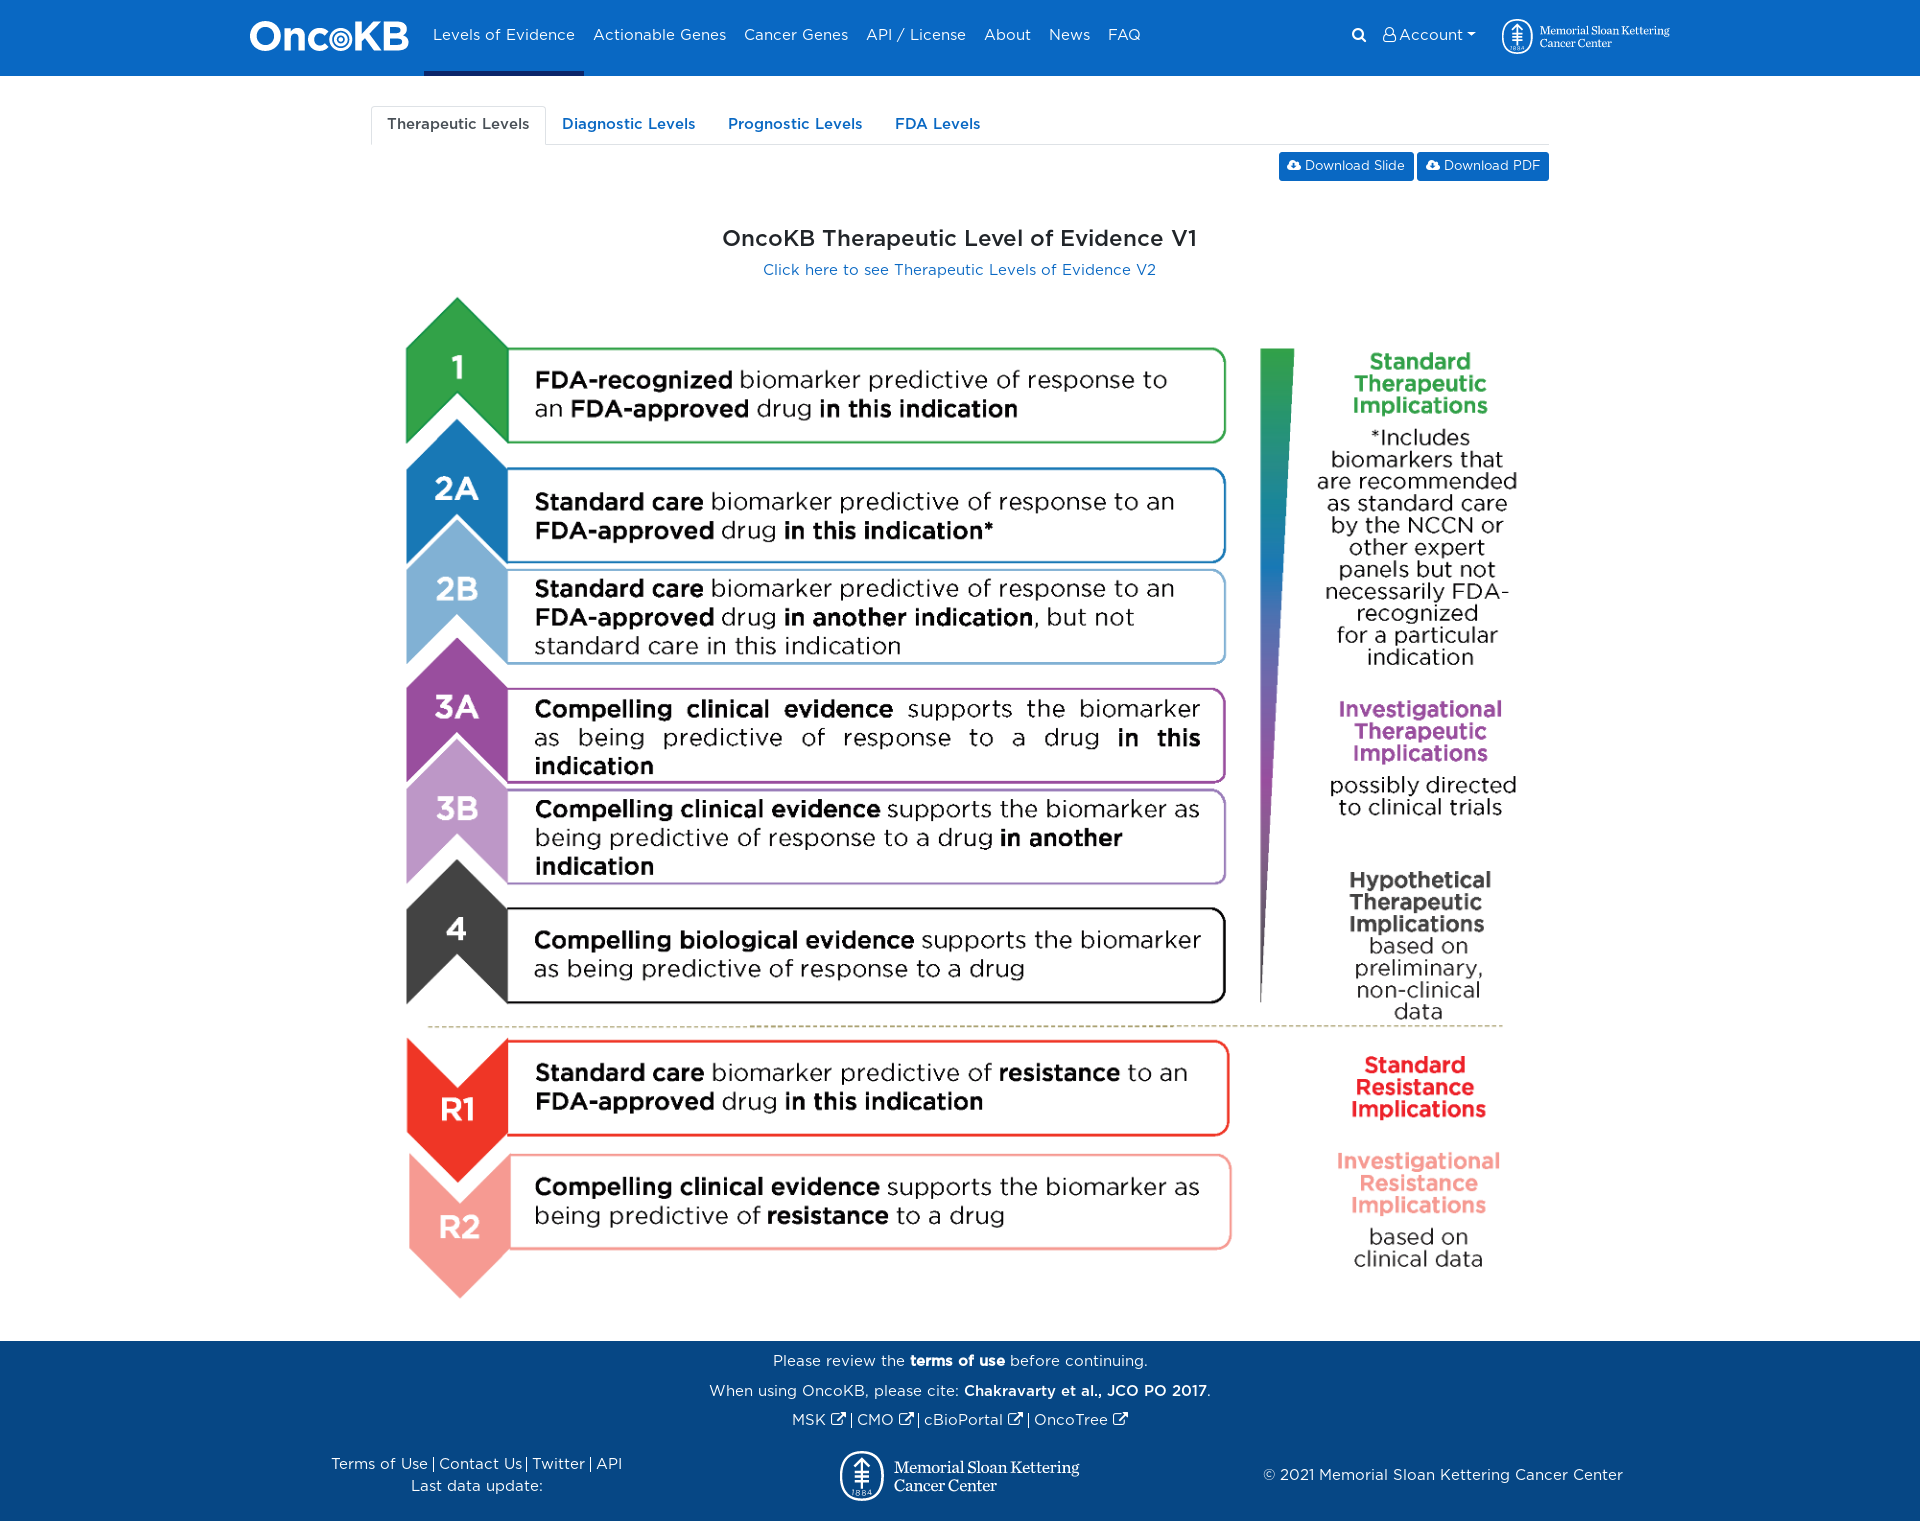 OncoKB
Levels of Evidence
Actionable Genes
Cancer Genes
API / License
About
News
FAQ
Account
Memorial Sloan Kettering
Cancer Center
1884
Therapeutic Levels
Diagnostic Levels
Prognostic Levels
FDA Levels
Download Slide
Download PDF
OncoKB Therapeutic Level of Evidence V1
Click here to see Therapeutic Levels of Evidence V2
1
FDA-recognized biomarker predictive of response to
an FDA-approved drug in this indication
2A
Standard care biomarker predictive of response to an
FDA-approved drug in this indication*
2B
Standard care biomarker predictive of response to an
FDA-approved drug in another indication, but not
standard care in this indication
Standard
Therapeutic
Implications
*Includes
biomarkers that
are recommended
as standard care
by the NCCN or
other expert
panels but not
necessarily FDA-
recognized
for a particular
indication
3A
Compelling clinical evidence supports the biomarker
as being predictive of response to a drug in this
indication
3B
Compelling clinical evidence supports the biomarker as
being predictive of response to a drug in another
indication
Investigational
Therapeutic
Implications
possibly directed
to clinical trials
4
Compelling biological evidence supports the biomarker
as being predictive of response to a drug
Hypothetical
Therapeutic
Implications
based on
preliminary,
non-clinical
data
R1
Standard care biomarker predictive of resistance to an
FDA-approved drug in this indication
Standard
Resistance
Implications
R2
Compelling clinical evidence supports the biomarker as
being predictive of resistance to a drug
Investigational
Resistance
Implications
based on
clinical data
Please review the terms of use before continuing.
When using OncoKB, please cite: Chakravarty et al., JCO PO 2017.
MSK | CMO | cBioPortal | OncoTree
Terms of Use | Contact Us | Twitter | API
Last data update:
1884
Memorial Sloan Kettering
Cancer Center
© 2021 Memorial Sloan Kettering Cancer Center